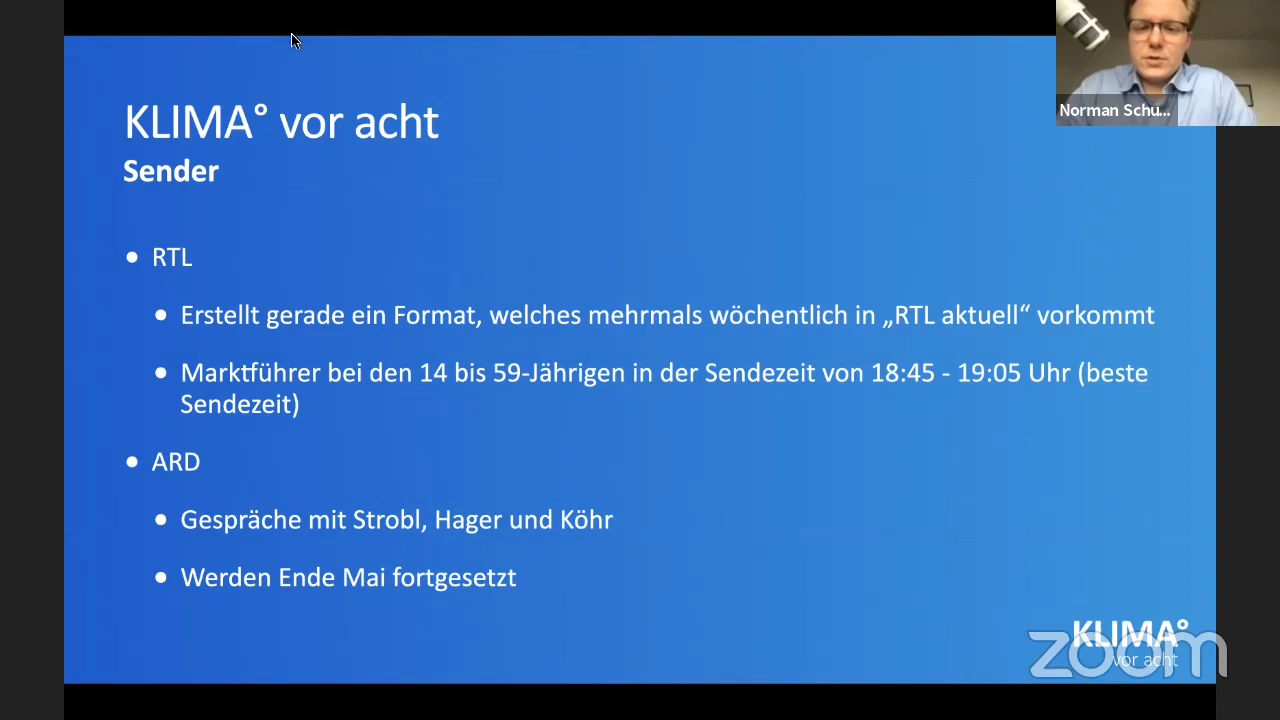 KLIMA° vor acht
Sender
• RTL
• Erstellt gerade ein Format, welches mehrmals wöchentlich in „RTL aktuell“ vorkommt
• Marktführer bei den 14 bis 59-Jährigen in der Sendezeit von 18:45 - 19:05 Uhr (beste
Sendezeit)
• ARD
• Gespräche mit Strobl, Hager und Köhr
• Werden Ende Mai fortgesetzt
Norman Schu...
KLIMA°
vor acht
zoom